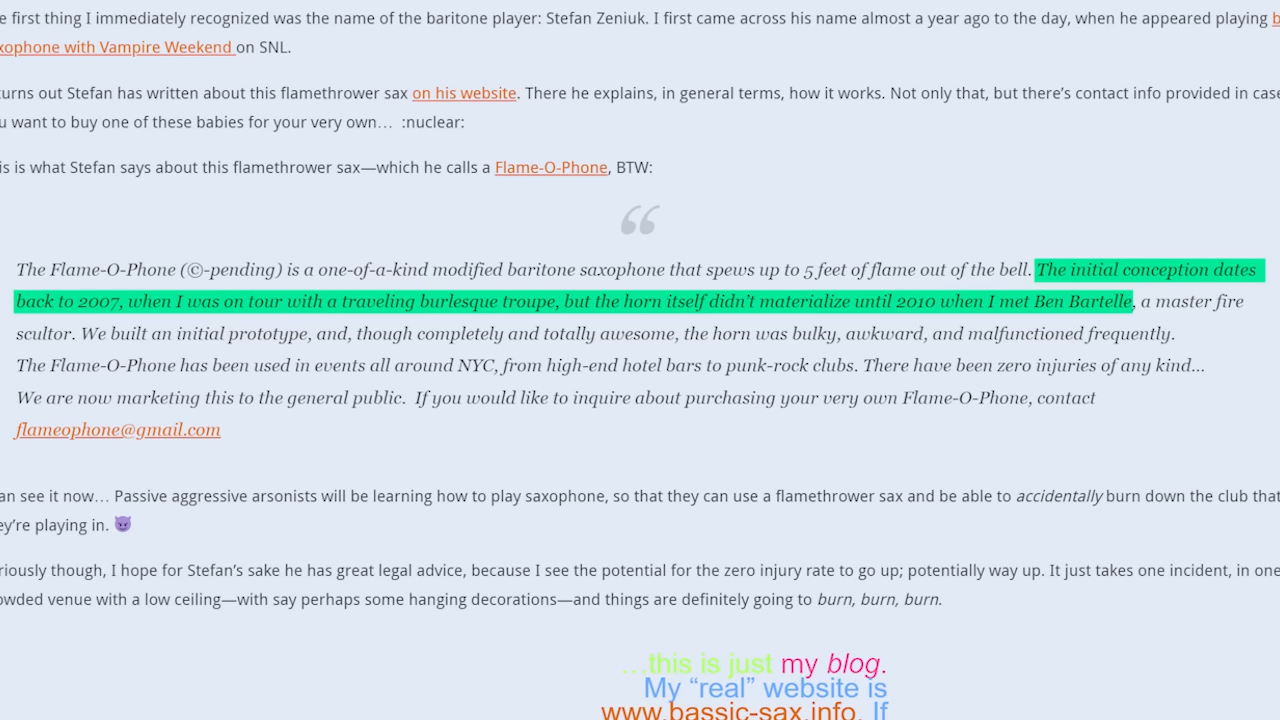 e first thing I immediately recognized was the name of the baritone player: Stefan Zeniuk. I first came across his name almost a year ago to the day, when he appeared playing b
xophone with Vampire Weekend on SNL.
turns out Stefan has written about this flamethrower sax on his website. There he explains, in general terms, how it works. Not only that, but there's contact info provided in case
u want to buy one of these babies for your very own… :nuclear:
is is what Stefan says about this flamethrower sax—which he calls a Flame-O-Phone, BTW:
“
The Flame-O-Phone (©-pending) is a one-of-a-kind modified baritone saxophone that spews up to 5 feet of flame out of the bell. The initial conception dates
back to 2007, when I was on tour with a traveling burlesque troupe, but the horn itself didn't materialize until 2010 when I met Ben Bartelle, a master fire
scultor. We built an initial prototype, and, though completely and totally awesome, the horn was bulky, awkward, and malfunctioned frequently.
The Flame-O-Phone has been used in events all around NYC, from high-end hotel bars to punk-rock clubs. There have been zero injuries of any kind…
We are now marketing this to the general public. If you would like to inquire about purchasing your very own Flame-O-Phone, contact
flameophone@gmail.com
an see it now… Passive aggressive arsonists will be learning how to play saxophone, so that they can use a flamethrower sax and be able to accidentally burn down the club that
ey're playing in. 😈
riously though, I hope for Stefan's sake he has great legal advice, because I see the potential for the zero injury rate to go up; potentially way up. It just takes one incident, in one
owded venue with a low ceiling—with say perhaps some hanging decorations—and things are definitely going to burn, burn, burn.
…this is just my blog.
My “real” website is
www.bassic-sax.info. If